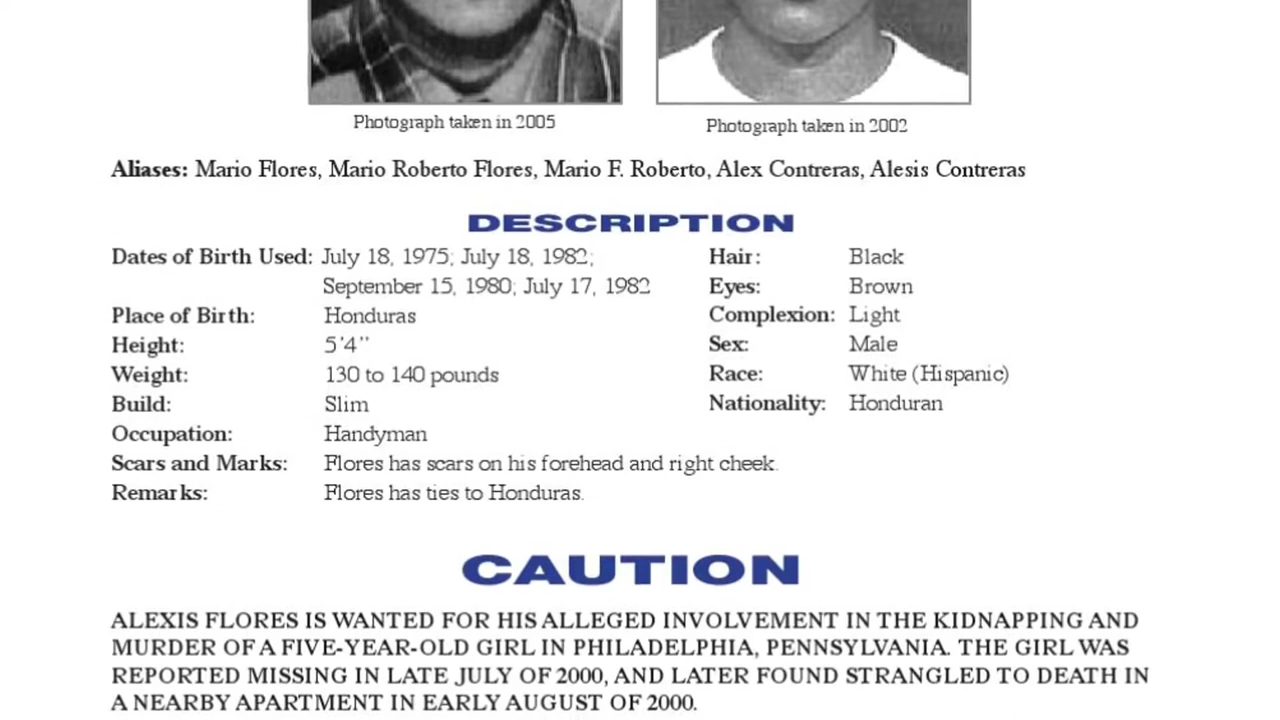 Photograph taken in 2005
Photograph taken in 2002
Aliases: Mario Flores, Mario Roberto Flores, Mario F. Roberto, Alex Contreras, Alesis Contreras
DESCRIPTION
Dates of Birth Used: July 18, 1975; July 18, 1982;
September 15, 1980; July 17, 1982
Place of Birth: Honduras
Height: 5'4"
Weight: 130 to 140 pounds
Build: Slim
Occupation: Handyman
Hair: Black
Eyes: Brown
Complexion: Light
Sex: Male
Race: White (Hispanic)
Nationality: Honduran
Scars and Marks: Flores has scars on his forehead and right cheek.
Remarks: Flores has ties to Honduras.
CAUTION
ALEXIS FLORES IS WANTED FOR HIS ALLEGED INVOLVEMENT IN THE KIDNAPPING AND
MURDER OF A FIVE-YEAR-OLD GIRL IN PHILADELPHIA, PENNSYLVANIA. THE GIRL WAS
REPORTED MISSING IN LATE JULY OF 2000, AND LATER FOUND STRANGLED TO DEATH IN
A NEARBY APARTMENT IN EARLY AUGUST OF 2000.